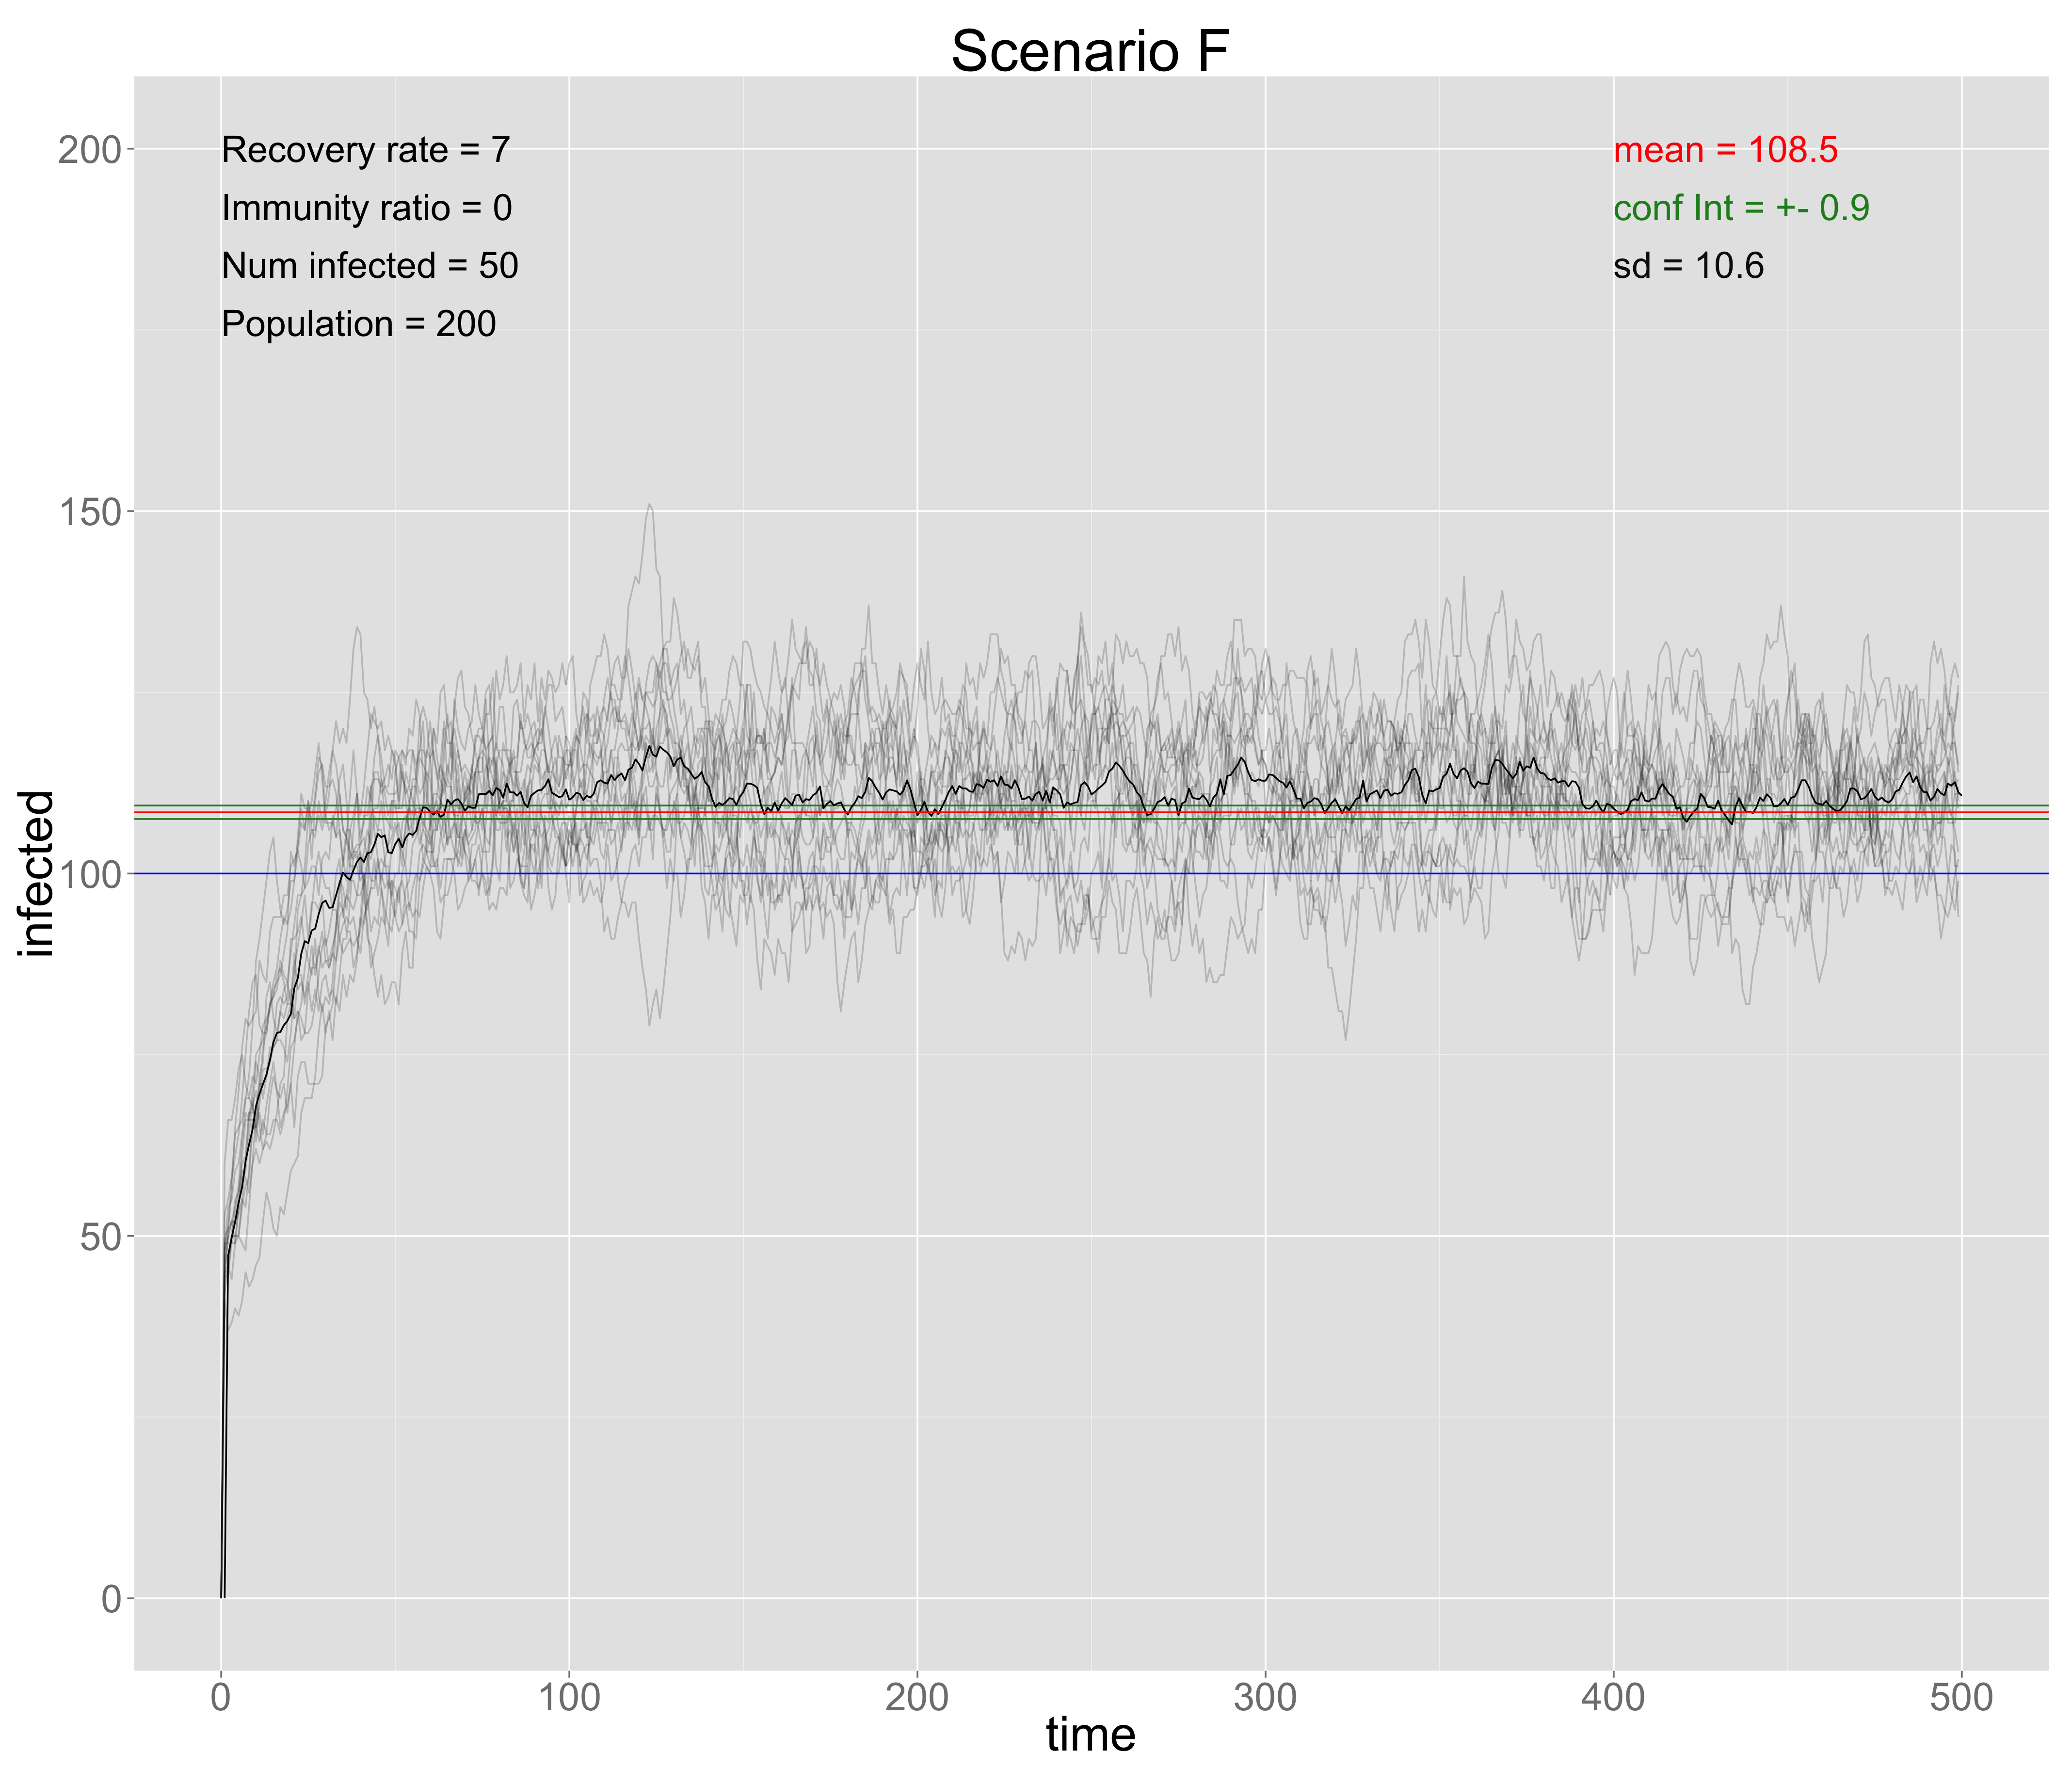 Scenario F
200
Recovery rate = 7
mean = 108.5
Immunity ratio = 0
conf Int = +- 0.9
Num infected = 50
sd = 10.6
Population = 200
150
infected
100
50
0
0 100 200 300 400 500
time